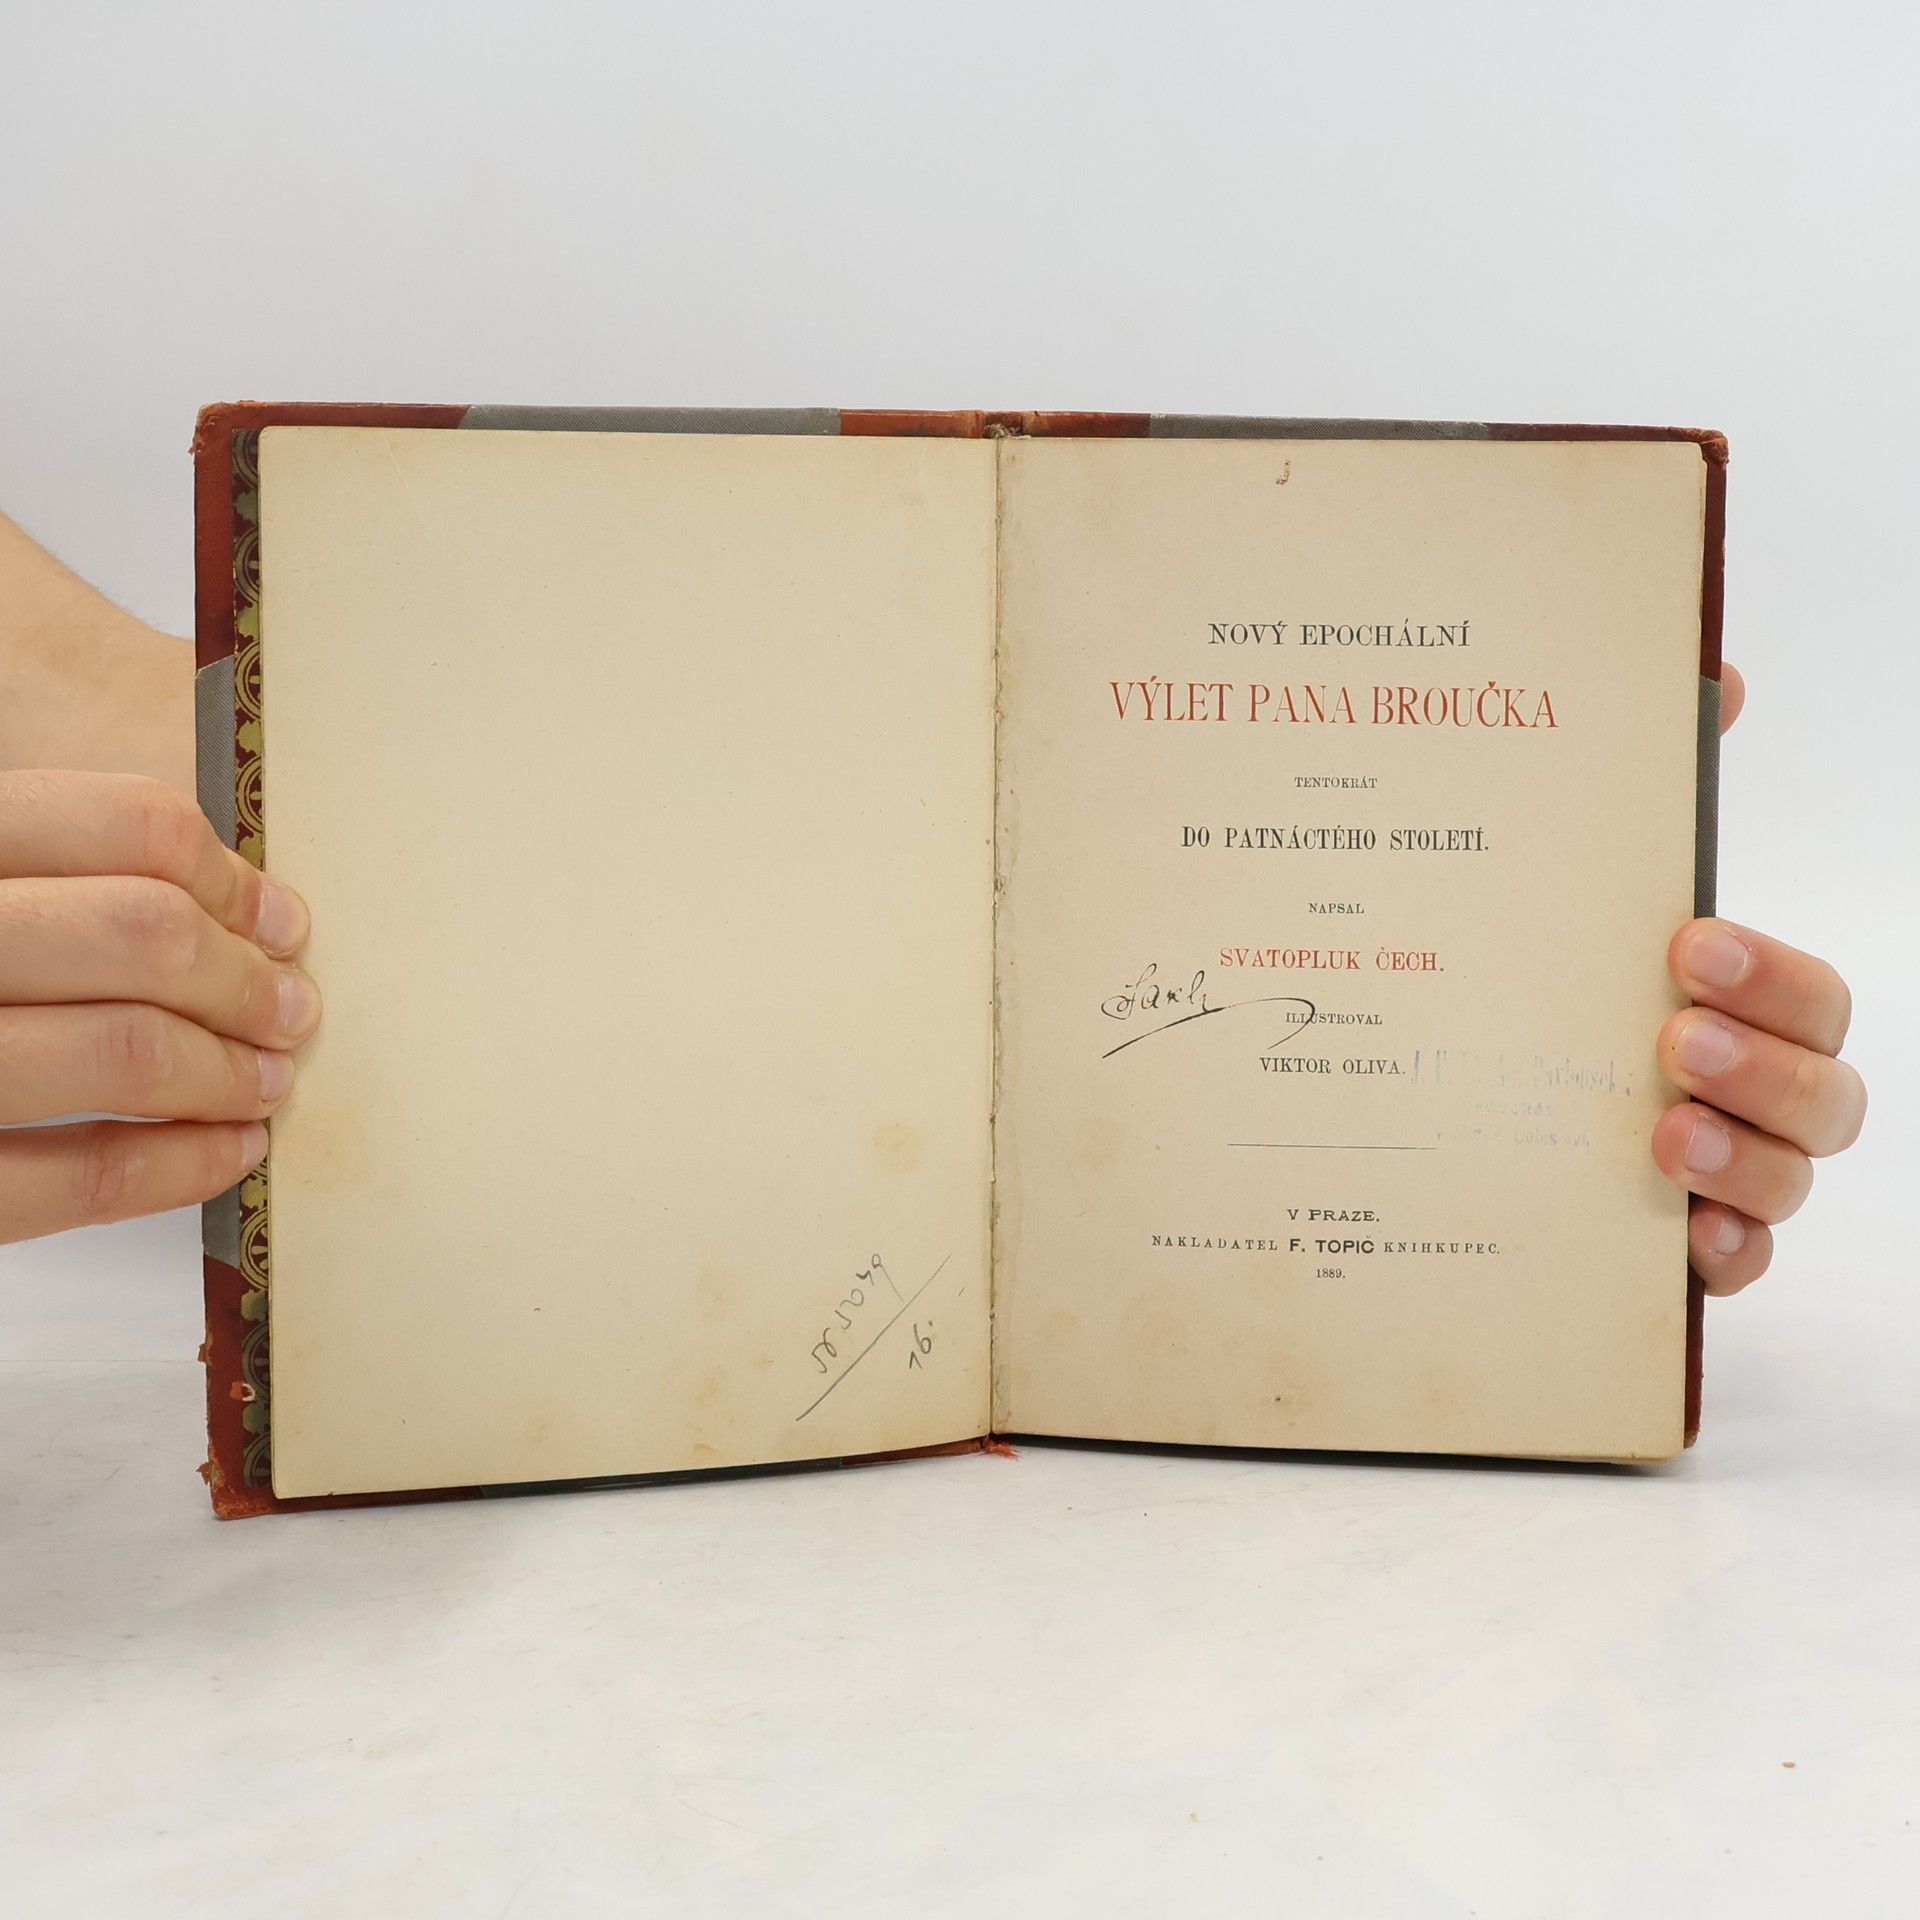 NOVÝ EPOCHÁLNÍ
VÝLET PANA BROUČKA
TENTOKRÁT
DO PATNÁCTÉHO STOLETÍ.
NAPSAL
SVATOPLUK ČECH.
ILLUSTROVAL
VIKTOR OLIVA.
V PRAZE.
NAKLADATEL F. TOPIČ KNIHKUPEC.
1889.
16.